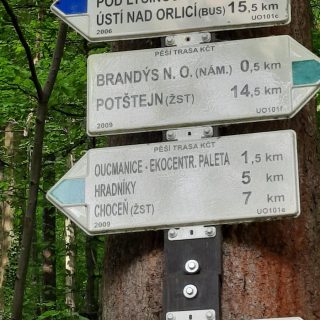 POD
ÚSTÍ NAD ORLICÍ (BUS) 15,5 km
2006 UO101e
PĚŠÍ TRASA KČT
BRANDÝS N. O. (NÁM.) 0,5 km
POTŠTEJN (ŽST) 14,5 km
2009 UO101f
PĚŠÍ TRASA KČT
OUCMANICE - EKOCENTR. PALETA 1,5 km
HRADNÍKY 5 km
CHOCEŇ (ŽST) 7 km
2009 UO101e